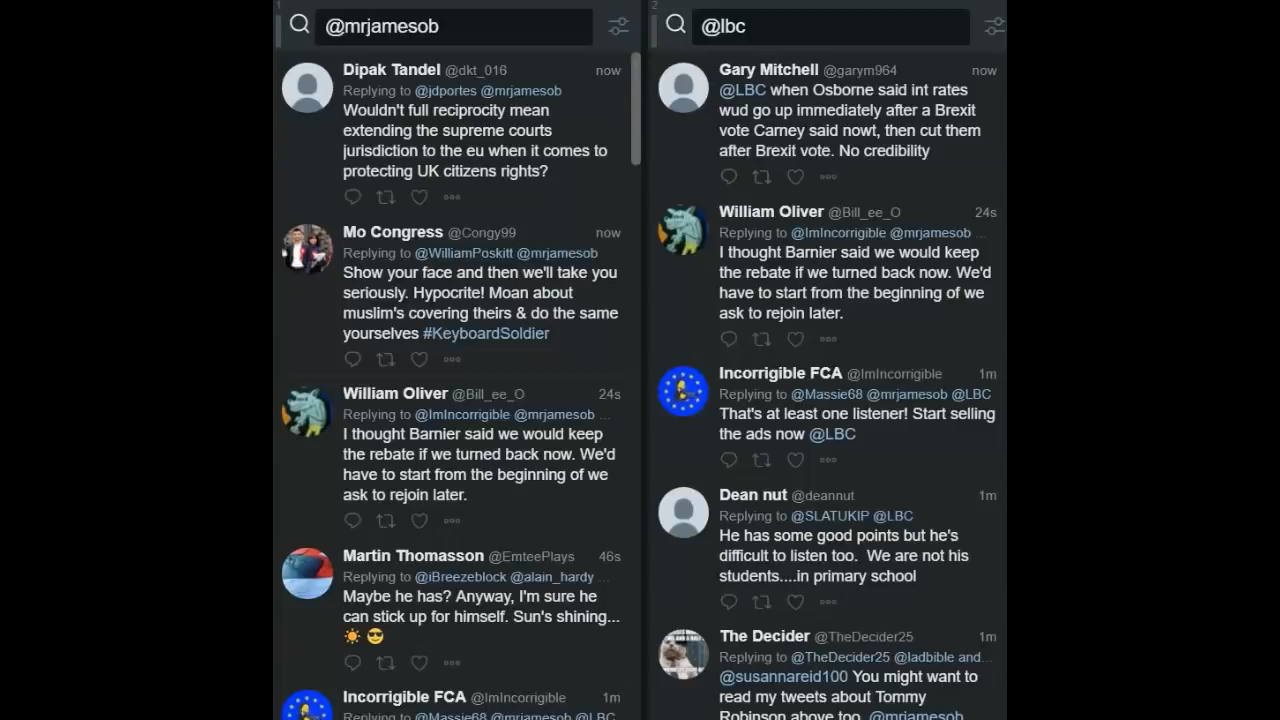 1
@mrjamesob
Dipak Tandel @dkt_016 now
Replying to @jdportes @mrjamesob
Wouldn't full reciprocity mean
extending the supreme courts
jurisdiction to the eu when it comes to
protecting UK citizens rights?
Mo Congress @Congy99 now
Replying to @WilliamPoskitt @mrjamesob
Show your face and then we'll take you
seriously. Hypocrite! Moan about
muslim's covering theirs & do the same
yourselves #KeyboardSoldier
William Oliver @Bill_ee_O 24s
Replying to @ImIncorrigible @mrjamesob ...
I thought Barnier said we would keep
the rebate if we turned back now. We'd
have to start from the beginning of we
ask to rejoin later.
Martin Thomasson @EmteePlays 46s
Replying to @iBreezeblock @alain_hardy ...
Maybe he has? Anyway, I'm sure he
can stick up for himself. Sun's shining...
☀️ 😎
Incorrigible FCA @ImIncorrigible 1m
Replying to @Massie68 @mrjamesob @LBC
2
@lbc
Gary Mitchell @garym964 now
@LBC when Osborne said int rates
wud go up immediately after a Brexit
vote Carney said nowt, then cut them
after Brexit vote. No credibility
William Oliver @Bill_ee_O 24s
Replying to @ImIncorrigible @mrjamesob ...
I thought Barnier said we would keep
the rebate if we turned back now. We'd
have to start from the beginning of we
ask to rejoin later.
Incorrigible FCA @ImIncorrigible 1m
Replying to @Massie68 @mrjamesob @LBC
That's at least one listener! Start selling
the ads now @LBC
Dean nut @deannut 1m
Replying to @SLATUKIP @LBC
He has some good points but he's
difficult to listen too. We are not his
students....in primary school
The Decider @TheDecider25 1m
Replying to @TheDecider25 @ladbible and...
@susannareid100 You might want to
read my tweets about Tommy
Robinson above too. @mrjamesob